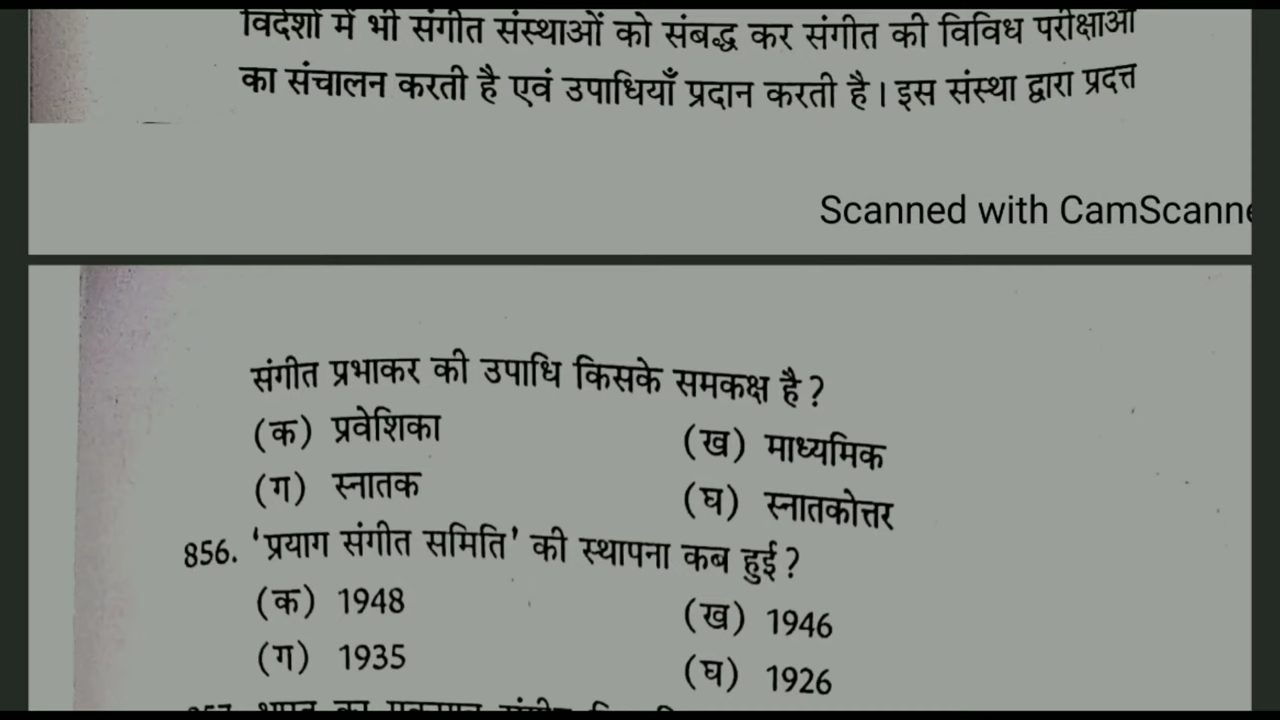 विदेशों में भी संगीत संस्थाओं को संबद्ध कर संगीत की विविध परीक्षाओं
का संचालन करती है एवं उपाधियाँ प्रदान करती है। इस संस्था द्वारा प्रदत्त
Scanned with CamScanne
संगीत प्रभाकर की उपाधि किसके समकक्ष है?
(क) प्रवेशिका (ख) माध्यमिक
(ग) स्नातक (घ) स्नातकोत्तर
856. 'प्रयाग संगीत समिति' की स्थापना कब हुई?
(क) 1948 (ख) 1946
(ग) 1935 (घ) 1926